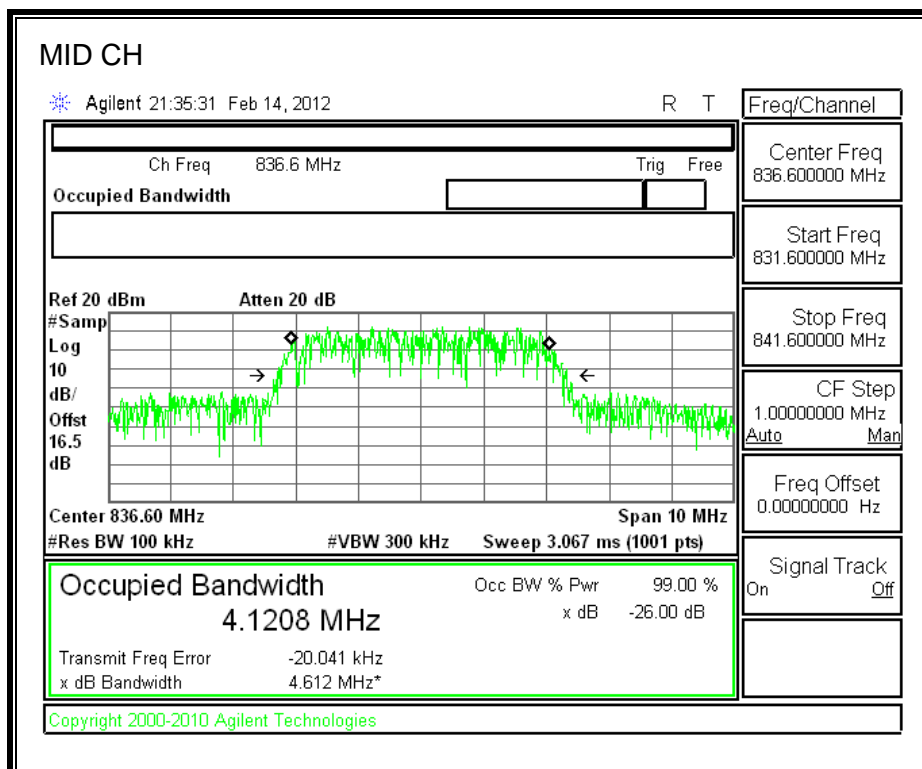 MID CH
Agilent 21:35:31 Feb 14, 2012 R T
Freq/Channel
Ch Freq 836.6 MHz Trig Free
Occupied Bandwidth
Center Freq
836.600000 MHz
Start Freq
831.600000 MHz
Stop Freq
841.600000 MHz
CF Step
1.00000000 MHz
Auto Man
Freq Offset
0.00000000 Hz
Signal Track
On Off
Ref 20 dBm Atten 20 dB
#Samp
Log
10
dB/
Offst
16.5
dB
Center 836.60 MHz Span 10 MHz
#Res BW 100 kHz #VBW 300 kHz Sweep 3.067 ms (1001 pts)
Occupied Bandwidth Occ BW % Pwr 99.00 %
4.1208 MHz x dB -26.00 dB
Transmit Freq Error -20.041 kHz
x dB Bandwidth 4.612 MHz*
Copyright 2000-2010 Agilent Technologies